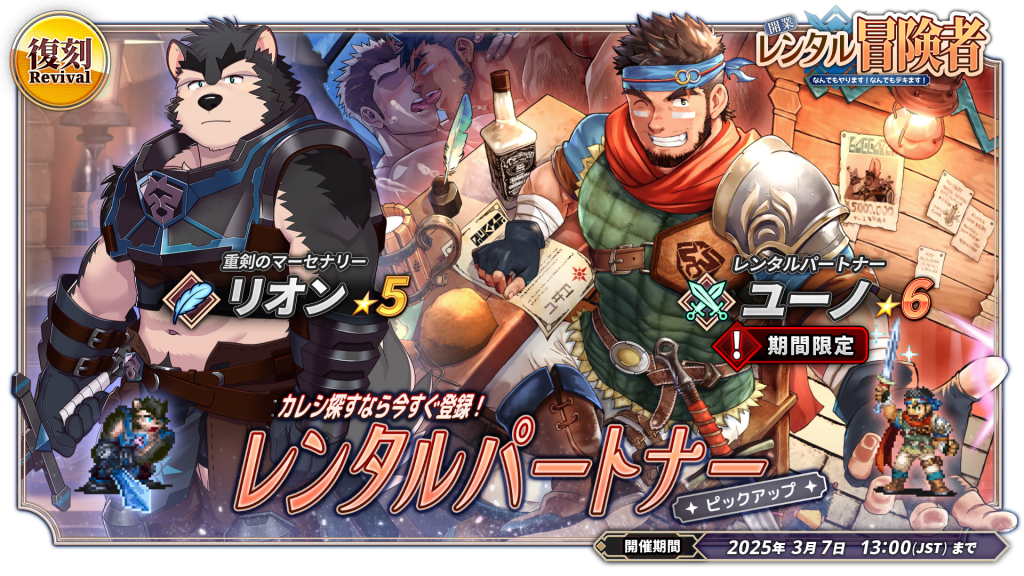 復刻
Revival
開業
レンタル冒険者
なんでもやります!なんでもデキます!
重剣のマーセナリー
リオン ★5
レンタルパートナー
ユーノ ★6
! 期間限定
カレシ探すなら今すぐ登録!
レンタルパートナー
ピックアップ
開催期間 2025年 3月 7日 13:00(JST) まで